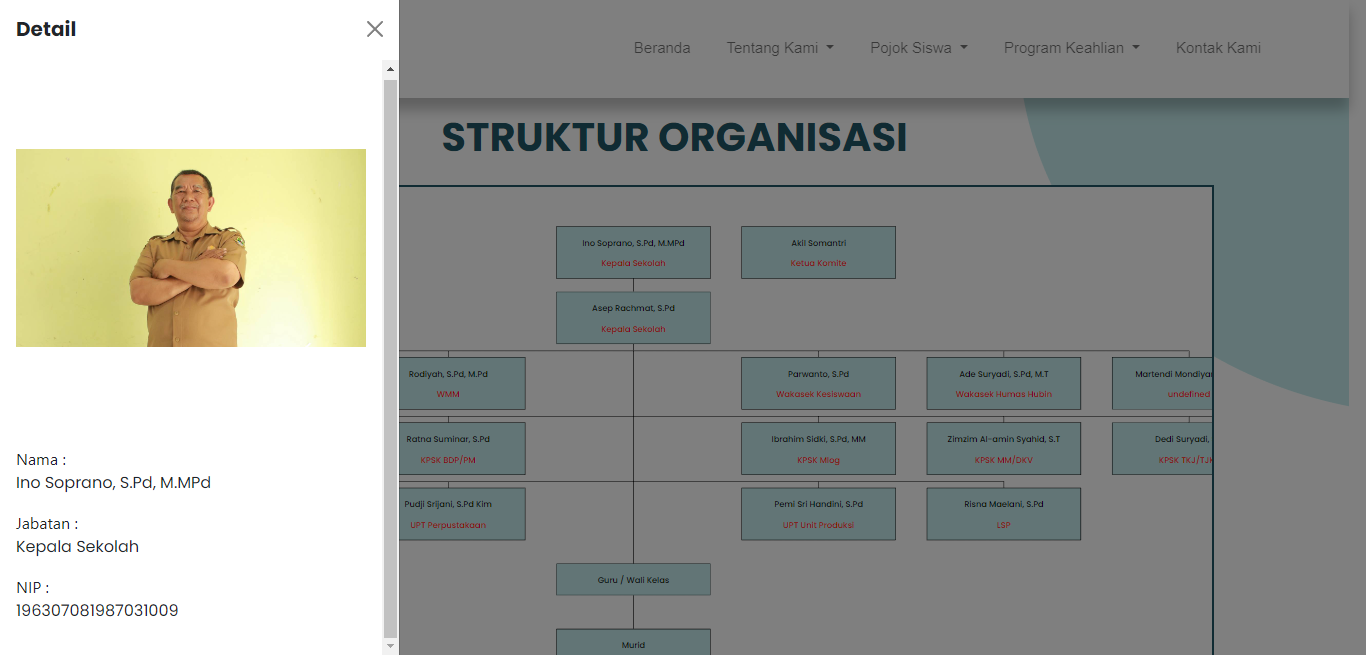 Detail
Nama :
Ino Soprano, S.Pd, M.MPd
Jabatan :
Kepala Sekolah
NIP :
196307081987031009
Beranda
Tentang Kami
Pojok Siswa
Program Keahlian
Kontak Kami
STRUKTUR ORGANISASI
Ino Soprano, S.Pd, M.MPd
Kepala Sekolah
Akil Somantri
Ketua Komite
Asep Rachmat, S.Pd
Kepala Sekolah
Rodiyah, S.Pd, M.Pd
WMM
Parwanto, S.Pd
Wakasek Kesiswaan
Ade Suryadi, S.Pd, M.T
Wakasek Humas Hubin
Martendi Mondiya
undefined
Ratna Suminar, S.Pd
KPSK BDP/PM
Ibrahim Sidki, S.Pd, MM
KPSK Mlog
Zimzim Al-amin Syahid, S.T
KPSK MM/DKV
Dedi Suryadi,
KPSK TKJ/TJK
Pudji Srijani, S.Pd Kim
UPT Perpustakaan
Pemi Sri Handini, S.Pd
UPT Unit Produksi
Risna Maelani, S.Pd
LSP
Guru / Wali Kelas
Murid